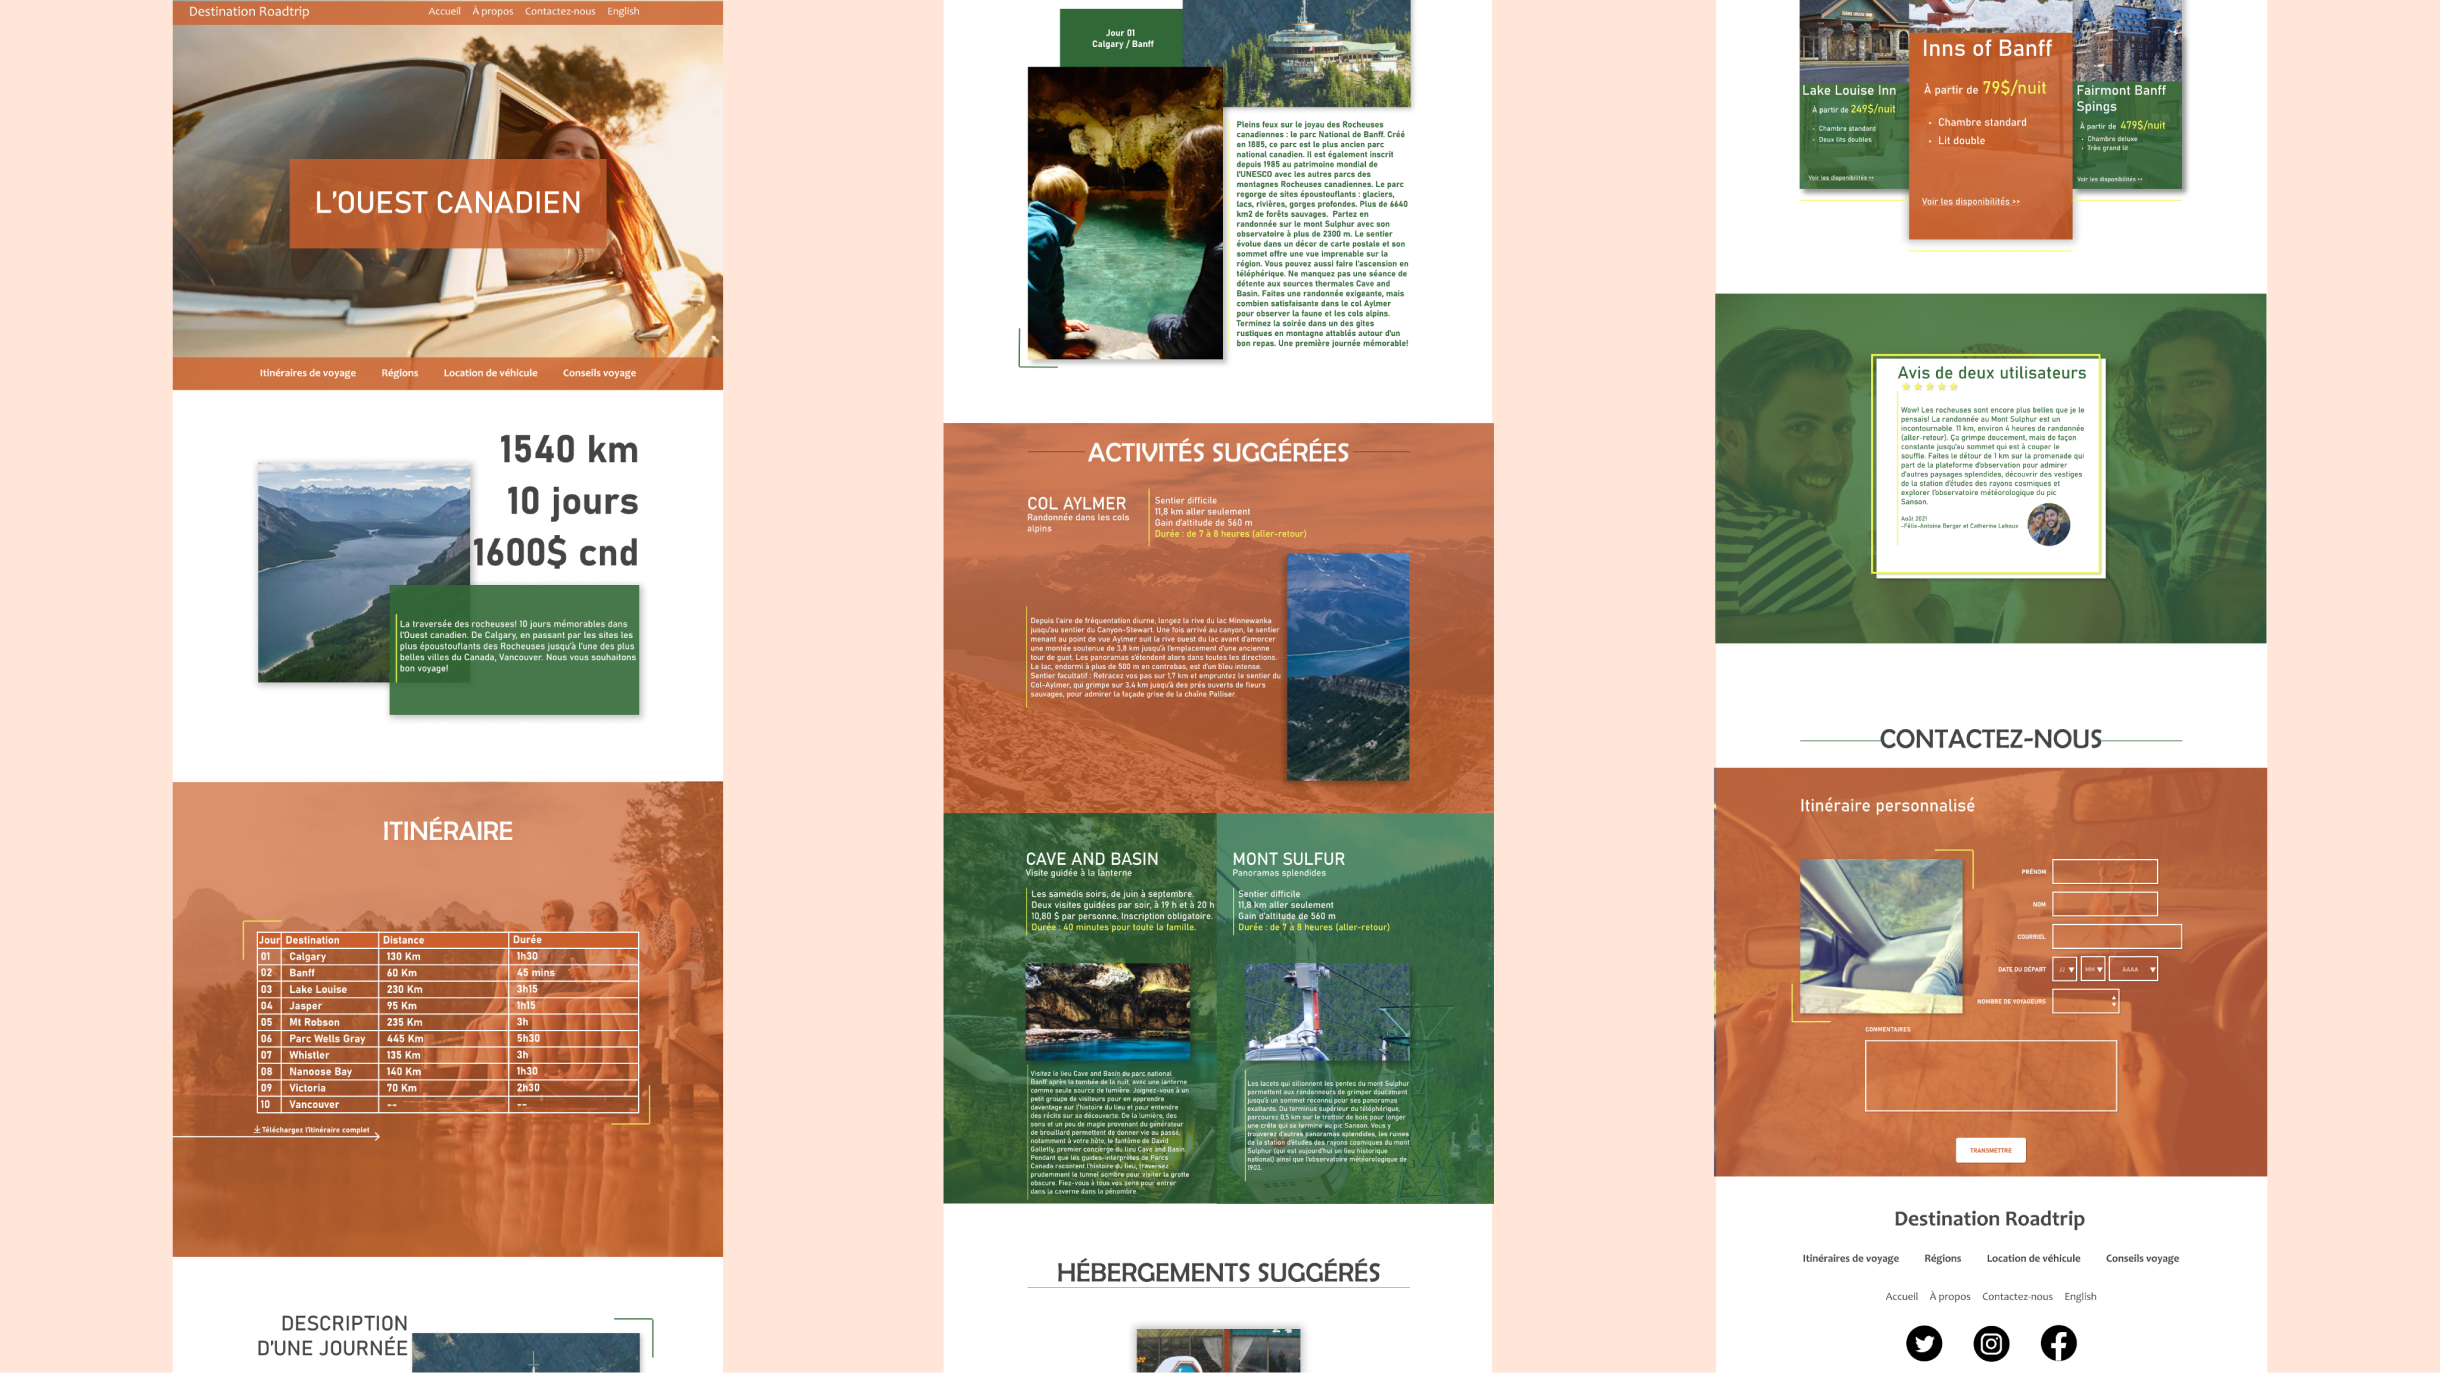 Destination Roadtrip
Accueil À propos Contactez-nous English
L'OUEST CANADIEN
Itinéraires de voyage Régions Location de véhicule Conseils voyage
1540 km
10 jours
1600$ cnd
La traversée des rocheuses! 10 jours mémorables dans
l'Ouest canadien. De Calgary, en passant par les sites les
plus époustouflants des Rocheuses jusqu'à l'une des plus
belles villes du Canada, Vancouver. Nous vous souhaitons
bon voyage!
ITINÉRAIRE
Jour Destination Distance Durée
01 Calgary 130 Km 1h30
02 Banff 60 Km 45 mins
03 Lake Louise 230 Km 3h15
04 Jasper 95 Km 1h15
05 Mt Robson 235 Km 3h
06 Parc Wells Gray 445 Km 5h30
07 Whistler 135 Km 3h
08 Nanoose Bay 140 Km 1h30
09 Victoria 70 Km 2h30
10 Vancouver -- --
Téléchargez l'itinéraire complet
DESCRIPTION
D'UNE JOURNÉE
Jour 01
Calgary / Banff
Pleins feux sur le joyau des Rocheuses
canadiennes : le parc National de Banff. Créé
en 1885, ce parc est le plus ancien parc
national canadien. Il est également inscrit
depuis 1985 au patrimoine mondial de
l'UNESCO avec les autres parcs des
montagnes Rocheuses canadiennes. Le parc
regorge de sites époustouflants : glaciers,
lacs, rivières, gorges profondes. Plus de 6640
km2 de forêts sauvages. Partez en
randonnée sur le mont Sulphur avec son
observatoire à plus de 2300 m. Le sentier
évolue dans un décor de carte postale et son
sommet offre une vue imprenable sur la
région. Vous pouvez aussi faire l'ascension en
téléphérique. Ne manquez pas une séance de
détente aux sources thermales Cave and
Basin. Faites une randonnée exigeante, mais
combien satisfaisante dans le col Aylmer
pour observer la faune et les cols alpins.
Terminez la soirée dans un des gites
rustiques en montagne attablés autour d'un
bon repas. Une première journée mémorable!
ACTIVITÉS SUGGÉRÉES
COL AYLMER
Randonnée dans les cols
alpins
Sentier difficile
11,8 km aller seulement
Gain d'altitude de 560 m
Durée : de 7 à 8 heures (aller-retour)
Depuis l'aire de fréquentation diurne, longez la rive du lac Minnewanka
jusqu'au sentier du Canyon-Stewart. Une fois arrivé au canyon, le sentier
menant au point de vue Aylmer suit la rive ouest du lac avant d'amorcer
une montée soutenue de 3,8 km jusqu'à l'emplacement d'une ancienne
tour de guet. Les panoramas s'étendent alors dans toutes les directions.
Le lac, endormi à plus de 500 m en contrebas, est d'un bleu intense.
Sentier facultatif : Retracez vos pas sur 1,7 km et empruntez le sentier du
Col-Aylmer, qui grimpe sur 3,4 km jusqu'à des prés ouverts de fleurs
sauvages, pour admirer la façade grise de la chaîne Palliser.
CAVE AND BASIN
Visite guidée à la lanterne
Les samedis soirs, de juin à septembre.
Deux visites guidées par soir, à 19 h et à 20 h
10,80 $ par personne. Inscription obligatoire.
Durée : 40 minutes pour toute la famille.
Visitez le lieu Cave and Basin du parc national
Banff après la tombée de la nuit, avec une lanterne
comme seule source de lumière. Joignez-vous à un
petit groupe de visiteurs pour en apprendre
davantage sur l'histoire du lieu et pour entendre
des récits sur sa découverte. De la lumière, des
sons et un peu de magie provenant du générateur
de brouillard permettent de donner vie au passé,
notamment à votre hôte, le fantôme de David
Galletly, premier concierge du lieu Cave and Basin.
Pendant que les guides-interprètes de Parcs
Canada racontent l'histoire du lieu, traversez
prudemment le tunnel sombre pour visiter la grotte
obscure. Fiez-vous à tous vos sens pour entrer
dans la caverne dans la pénombre.
MONT SULFUR
Panoramas splendides
Sentier difficile
11,8 km aller seulement
Gain d'altitude de 560 m
Durée : de 7 à 8 heures (aller-retour)
Les lacets qui sillonnent les pentes du mont Sulphur
permettent aux randonneurs de grimper doucement
jusqu'à un sommet reconnu pour ses panoramas
exaltants. Du terminus supérieur du téléphérique,
parcourez 0,5 km sur le trottoir de bois pour longer
une crête qui se termine au pic Sanson. Vous y
trouverez d'autres panoramas splendides, les ruines
de la station d'études des rayons cosmiques du mont
Sulphur (qui est aujourd'hui un lieu historique
national) ainsi que l'observatoire météorologique de
1903.
HÉBERGEMENTS SUGGÉRÉS
Lake Louise Inn
À partir de 249$/nuit
Chambre standard
Deux lits doubles
Voir les disponibilités >>
Inns of Banff
À partir de 79$/nuit
Chambre standard
Lit double
Voir les disponibilités >>
Fairmont Banff
Spings
À partir de 479$/nuit
Chambre deluxe
Très grand lit
Voir les disponibilités >>
Avis de deux utilisateurs
Wow! Les rocheuses sont encore plus belles que je le
pensais! La randonnée au Mont Sulphur est un
incontournable. 11 km, environ 4 heures de randonnée
(aller-retour). Ça grimpe doucement, mais de façon
constante jusqu'au sommet qui est à couper le
souffle. Faites le détour de 1 km sur la promenade qui
part de la plateforme d'observation pour admirer
d'autres paysages splendides, découvrir des vestiges
de la station d'études des rayons cosmiques et
explorer l'observatoire météorologique du pic
Sanson.
Août 2021
-Félix-Antoine Berger et Catherine Lehoux
CONTACTEZ-NOUS
Itinéraire personnalisé
PRÉNOM
NOM
COURRIEL
DATE DU DÉPART JJ MM AAAA
NOMBRE DE VOYAGEURS
COMMENTAIRES
TRANSMETTRE
Destination Roadtrip
Itinéraires de voyage Régions Location de véhicule Conseils voyage
Accueil À propos Contactez-nous English